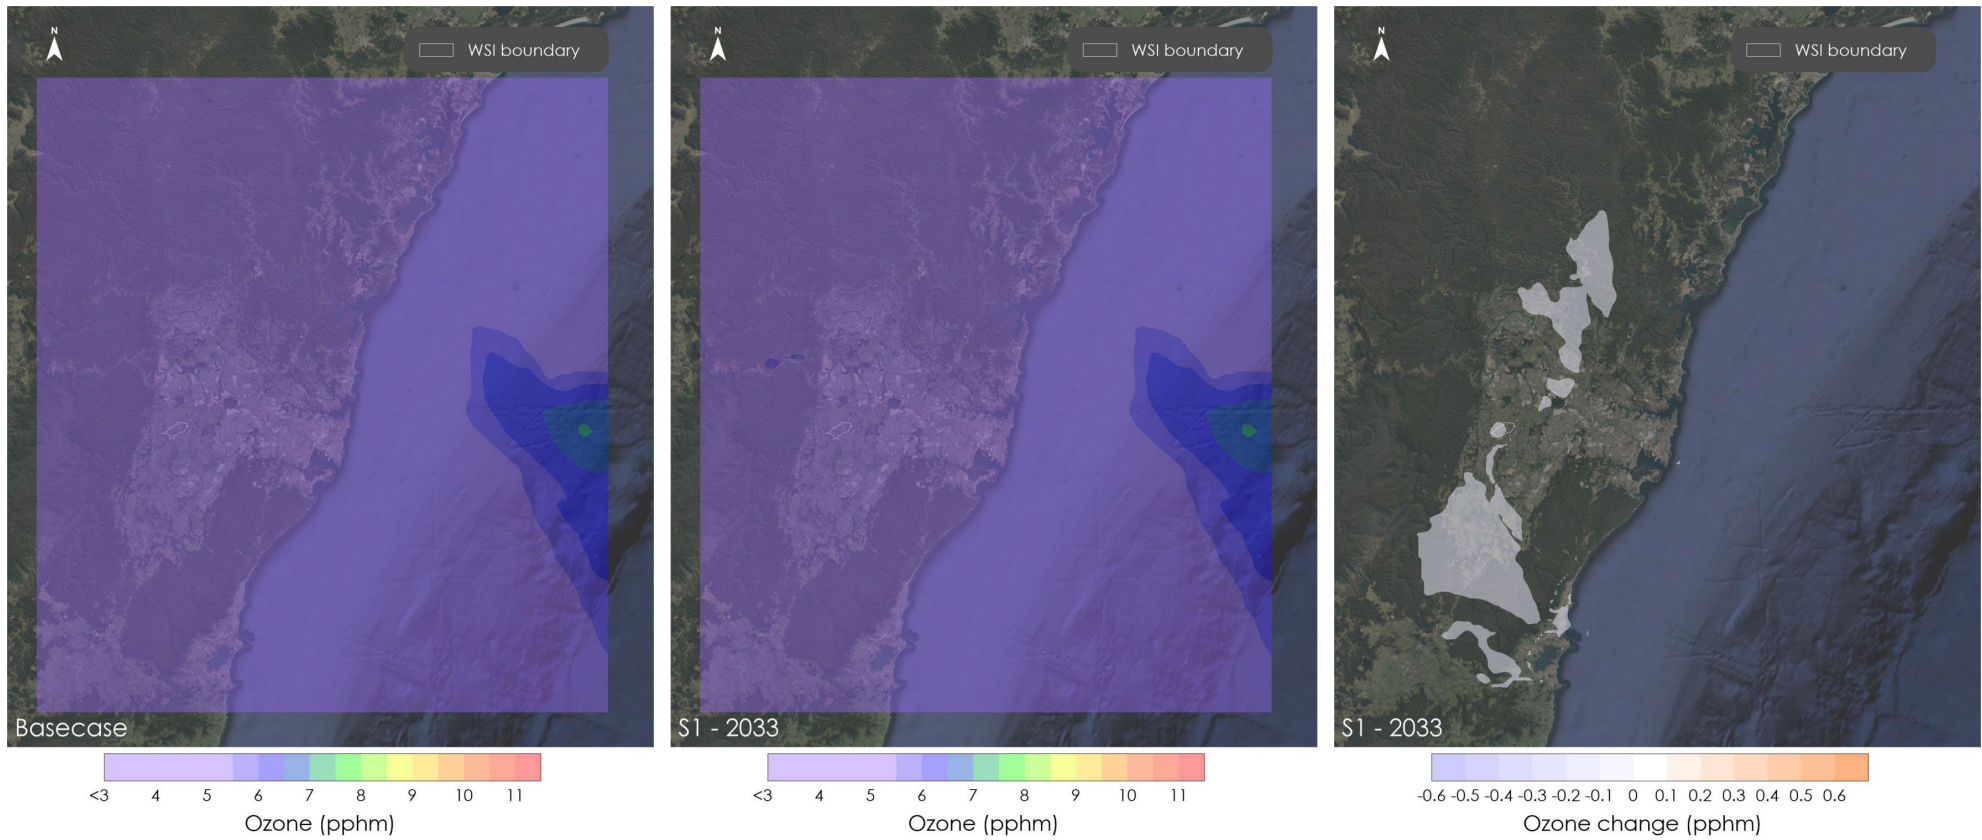 N
WSI boundary
Basecase
<3 4 5 6 7 8 9 10 11
Ozone (pphm)
N
WSI boundary
S1 - 2033
<3 4 5 6 7 8 9 10 11
Ozone (pphm)
N
WSI boundary
S1 - 2033
-0.6 -0.5 -0.4 -0.3 -0.2 -0.1 0 0.1 0.2 0.3 0.4 0.5 0.6
Ozone change (pphm)